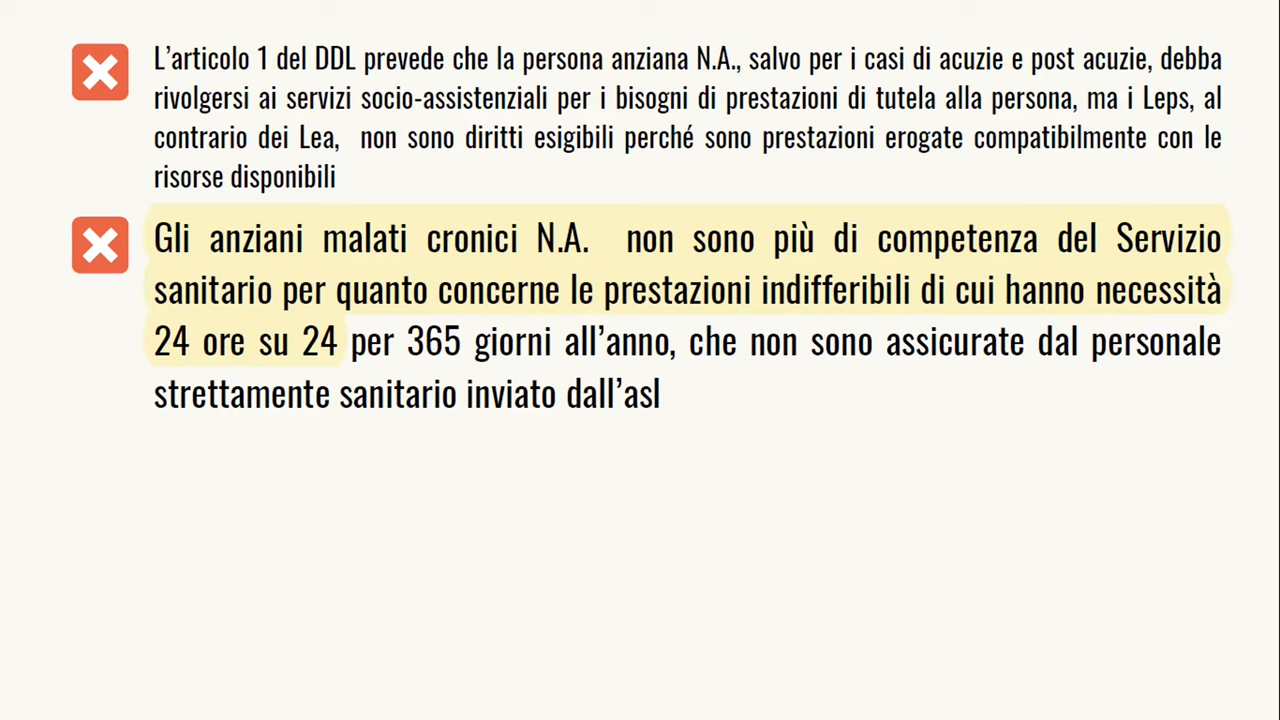 L’articolo 1 del DDL prevede che la persona anziana N.A., salvo per i casi di acuzie e post acuzie, debba
rivolgersi ai servizi socio-assistenziali per i bisogni di prestazioni di tutela alla persona, ma i Leps, al
contrario dei Lea, non sono diritti esigibili perché sono prestazioni erogate compatibilmente con le
risorse disponibili
Gli anziani malati cronici N.A. non sono più di competenza del Servizio
sanitario per quanto concerne le prestazioni indifferibili di cui hanno necessità
24 ore su 24 per 365 giorni all’anno, che non sono assicurate dal personale
strettamente sanitario inviato dall’asl